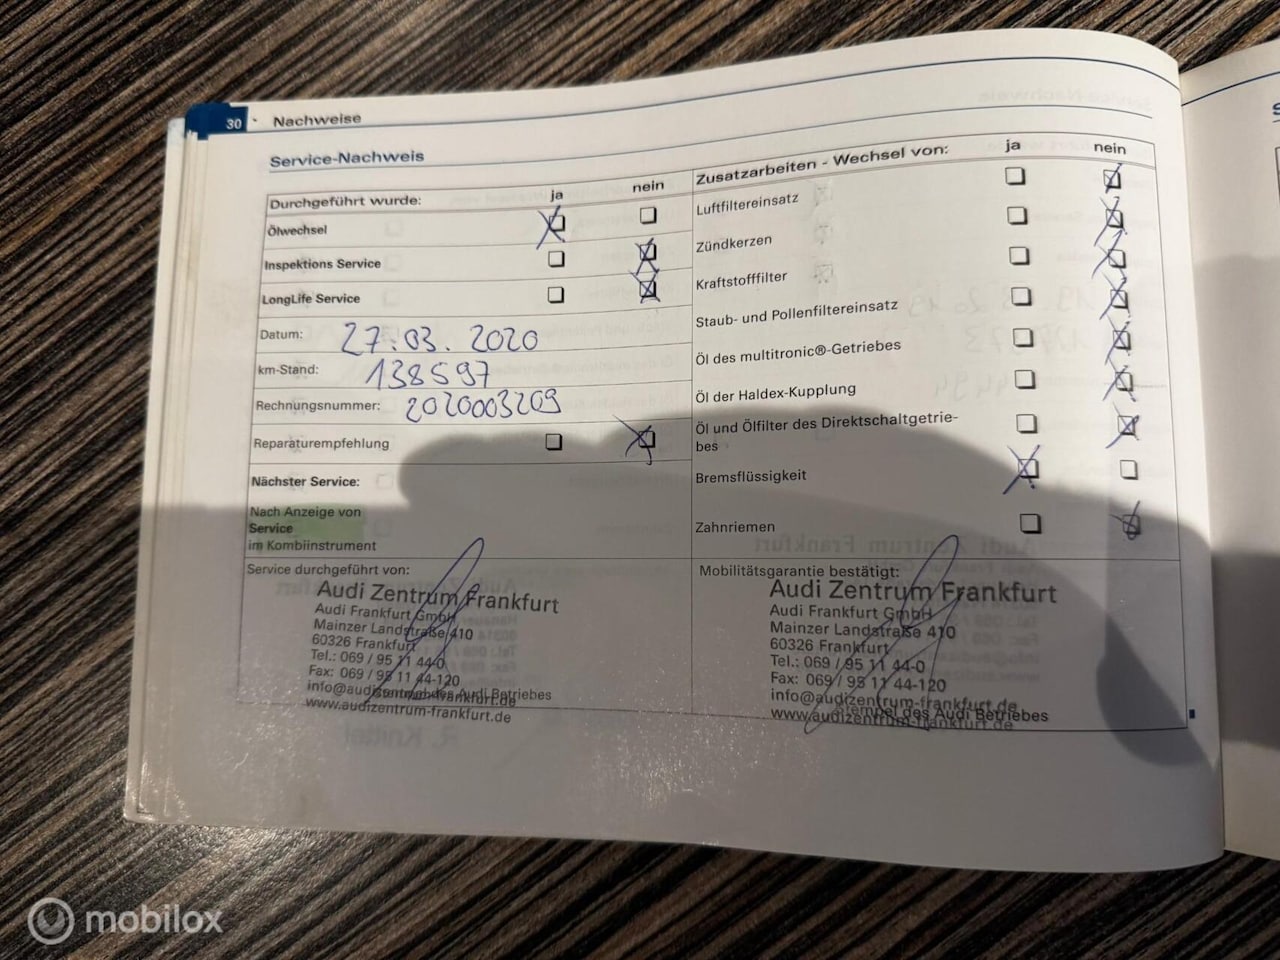 30 Nachweise
Service-Nachweis
Durchgeführt wurde: ja nein
Ölwechsel
Inspektions Service
LongLife Service
Datum: 27.03.2020
km-Stand: 138597
Rechnungsnummer: 2020003209
Reparaturempfehlung
Nächster Service:
Nach Anzeige von
Service
im Kombiinstrument
Service durchgeführt von:
Audi Zentrum Frankfurt
Audi Frankfurt GmbH
Mainzer Landstraße 410
60326 Frankfurt
Tel.: 069 / 95 11 44-0
Fax: 069 / 95 11 44-120
info@audizentrum-frankfurt.de
Stempel des Audi Betriebes
www.audizentrum-frankfurt.de
Zusatzarbeiten - Wechsel von: ja nein
Luftfiltereinsatz
Zündkerzen
Kraftstofffilter
Staub- und Pollenfiltereinsatz
Öl des multitronic®-Getriebes
Öl der Haldex-Kupplung
Öl und Ölfilter des Direktschaltgetrie-
bes
Bremsflüssigkeit
Zahnriemen
Mobilitätsgarantie bestätigt:
Audi Zentrum Frankfurt
Audi Frankfurt GmbH
Mainzer Landstraße 410
60326 Frankfurt
Tel.: 069 / 95 11 44-0
Fax: 069 / 95 11 44-120
info@audizentrum-frankfurt.de
Stempel des Audi Betriebes
www.audizentrum-frankfurt.de
mobilox